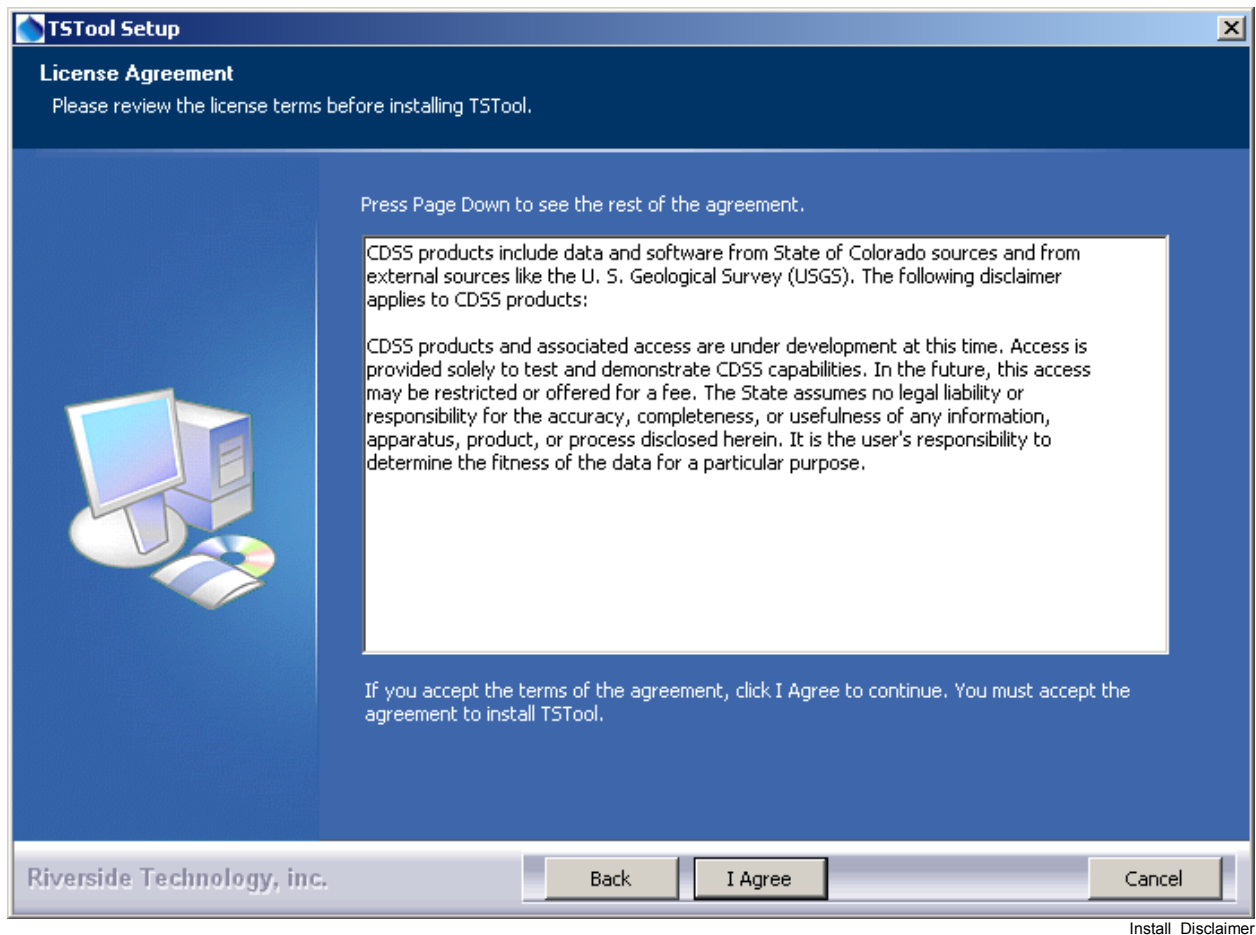 TSTool Setup
License Agreement
Please review the license terms before installing TSTool.
Press Page Down to see the rest of the agreement.
CDSS products include data and software from State of Colorado sources and from
external sources like the U. S. Geological Survey (USGS). The following disclaimer
applies to CDSS products:
CDSS products and associated access are under development at this time. Access is
provided solely to test and demonstrate CDSS capabilities. In the future, this access
may be restricted or offered for a fee. The State assumes no legal liability or
responsibility for the accuracy, completeness, or usefulness of any information,
apparatus, product, or process disclosed herein. It is the user's responsibility to
determine the fitness of the data for a particular purpose.
If you accept the terms of the agreement, click I Agree to continue. You must accept the
agreement to install TSTool.
Riverside Technology, inc.
Back
I Agree
Cancel
Install_Disclaimer